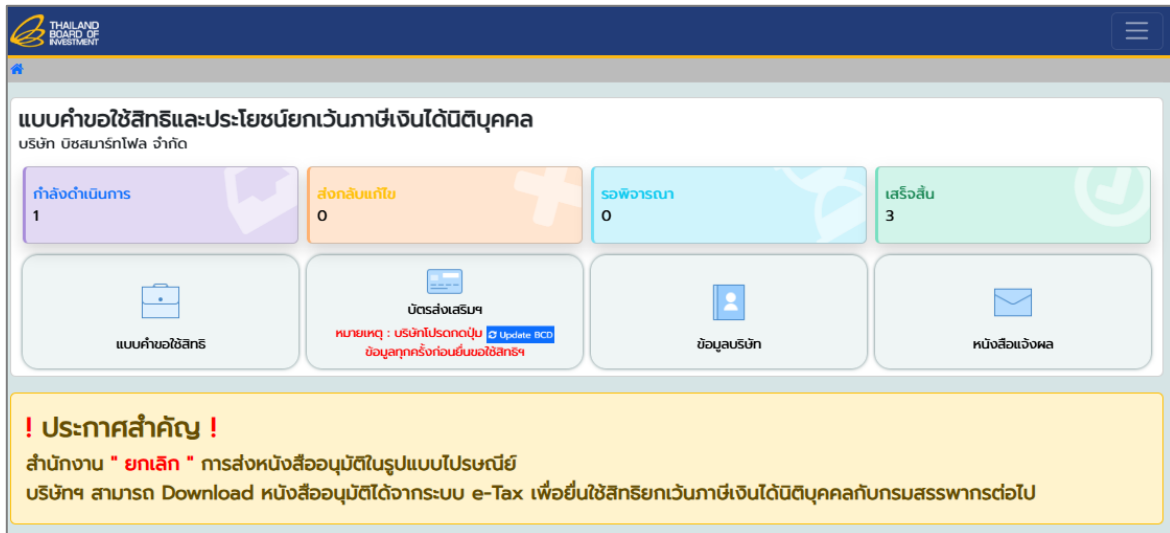 THAILAND
BOARD OF
INVESTMENT
แบบคำขอใช้สิทธิและประโยชน์ยกเว้นภาษีเงินได้นิติบุคคล
บริษัท บิซสมาร์ทโฟล จำกัด
กำลังดำเนินการ
1
ส่งกลับแก้ไข
0
รอพิจารณา
0
เสร็จสิ้น
3
แบบคำขอใช้สิทธิ
บัตรส่งเสริมฯ
หมายเหตุ : บริษัทโปรดกดปุ่ม Update BCD
ข้อมูลทุกครั้งก่อนยื่นขอใช้สิทธิฯ
ข้อมูลบริษัท
หนังสือแจ้งผล
! ประกาศสำคัญ !
สำนักงาน " ยกเลิก " การส่งหนังสืออนุมัติในรูปแบบไปรษณีย์
บริษัทฯ สามารถ Download หนังสืออนุมัติได้จากระบบ e-Tax เพื่อยื่นใช้สิทธิยกเว้นภาษีเงินได้นิติบุคคลกับกรมสรรพากรต่อไป